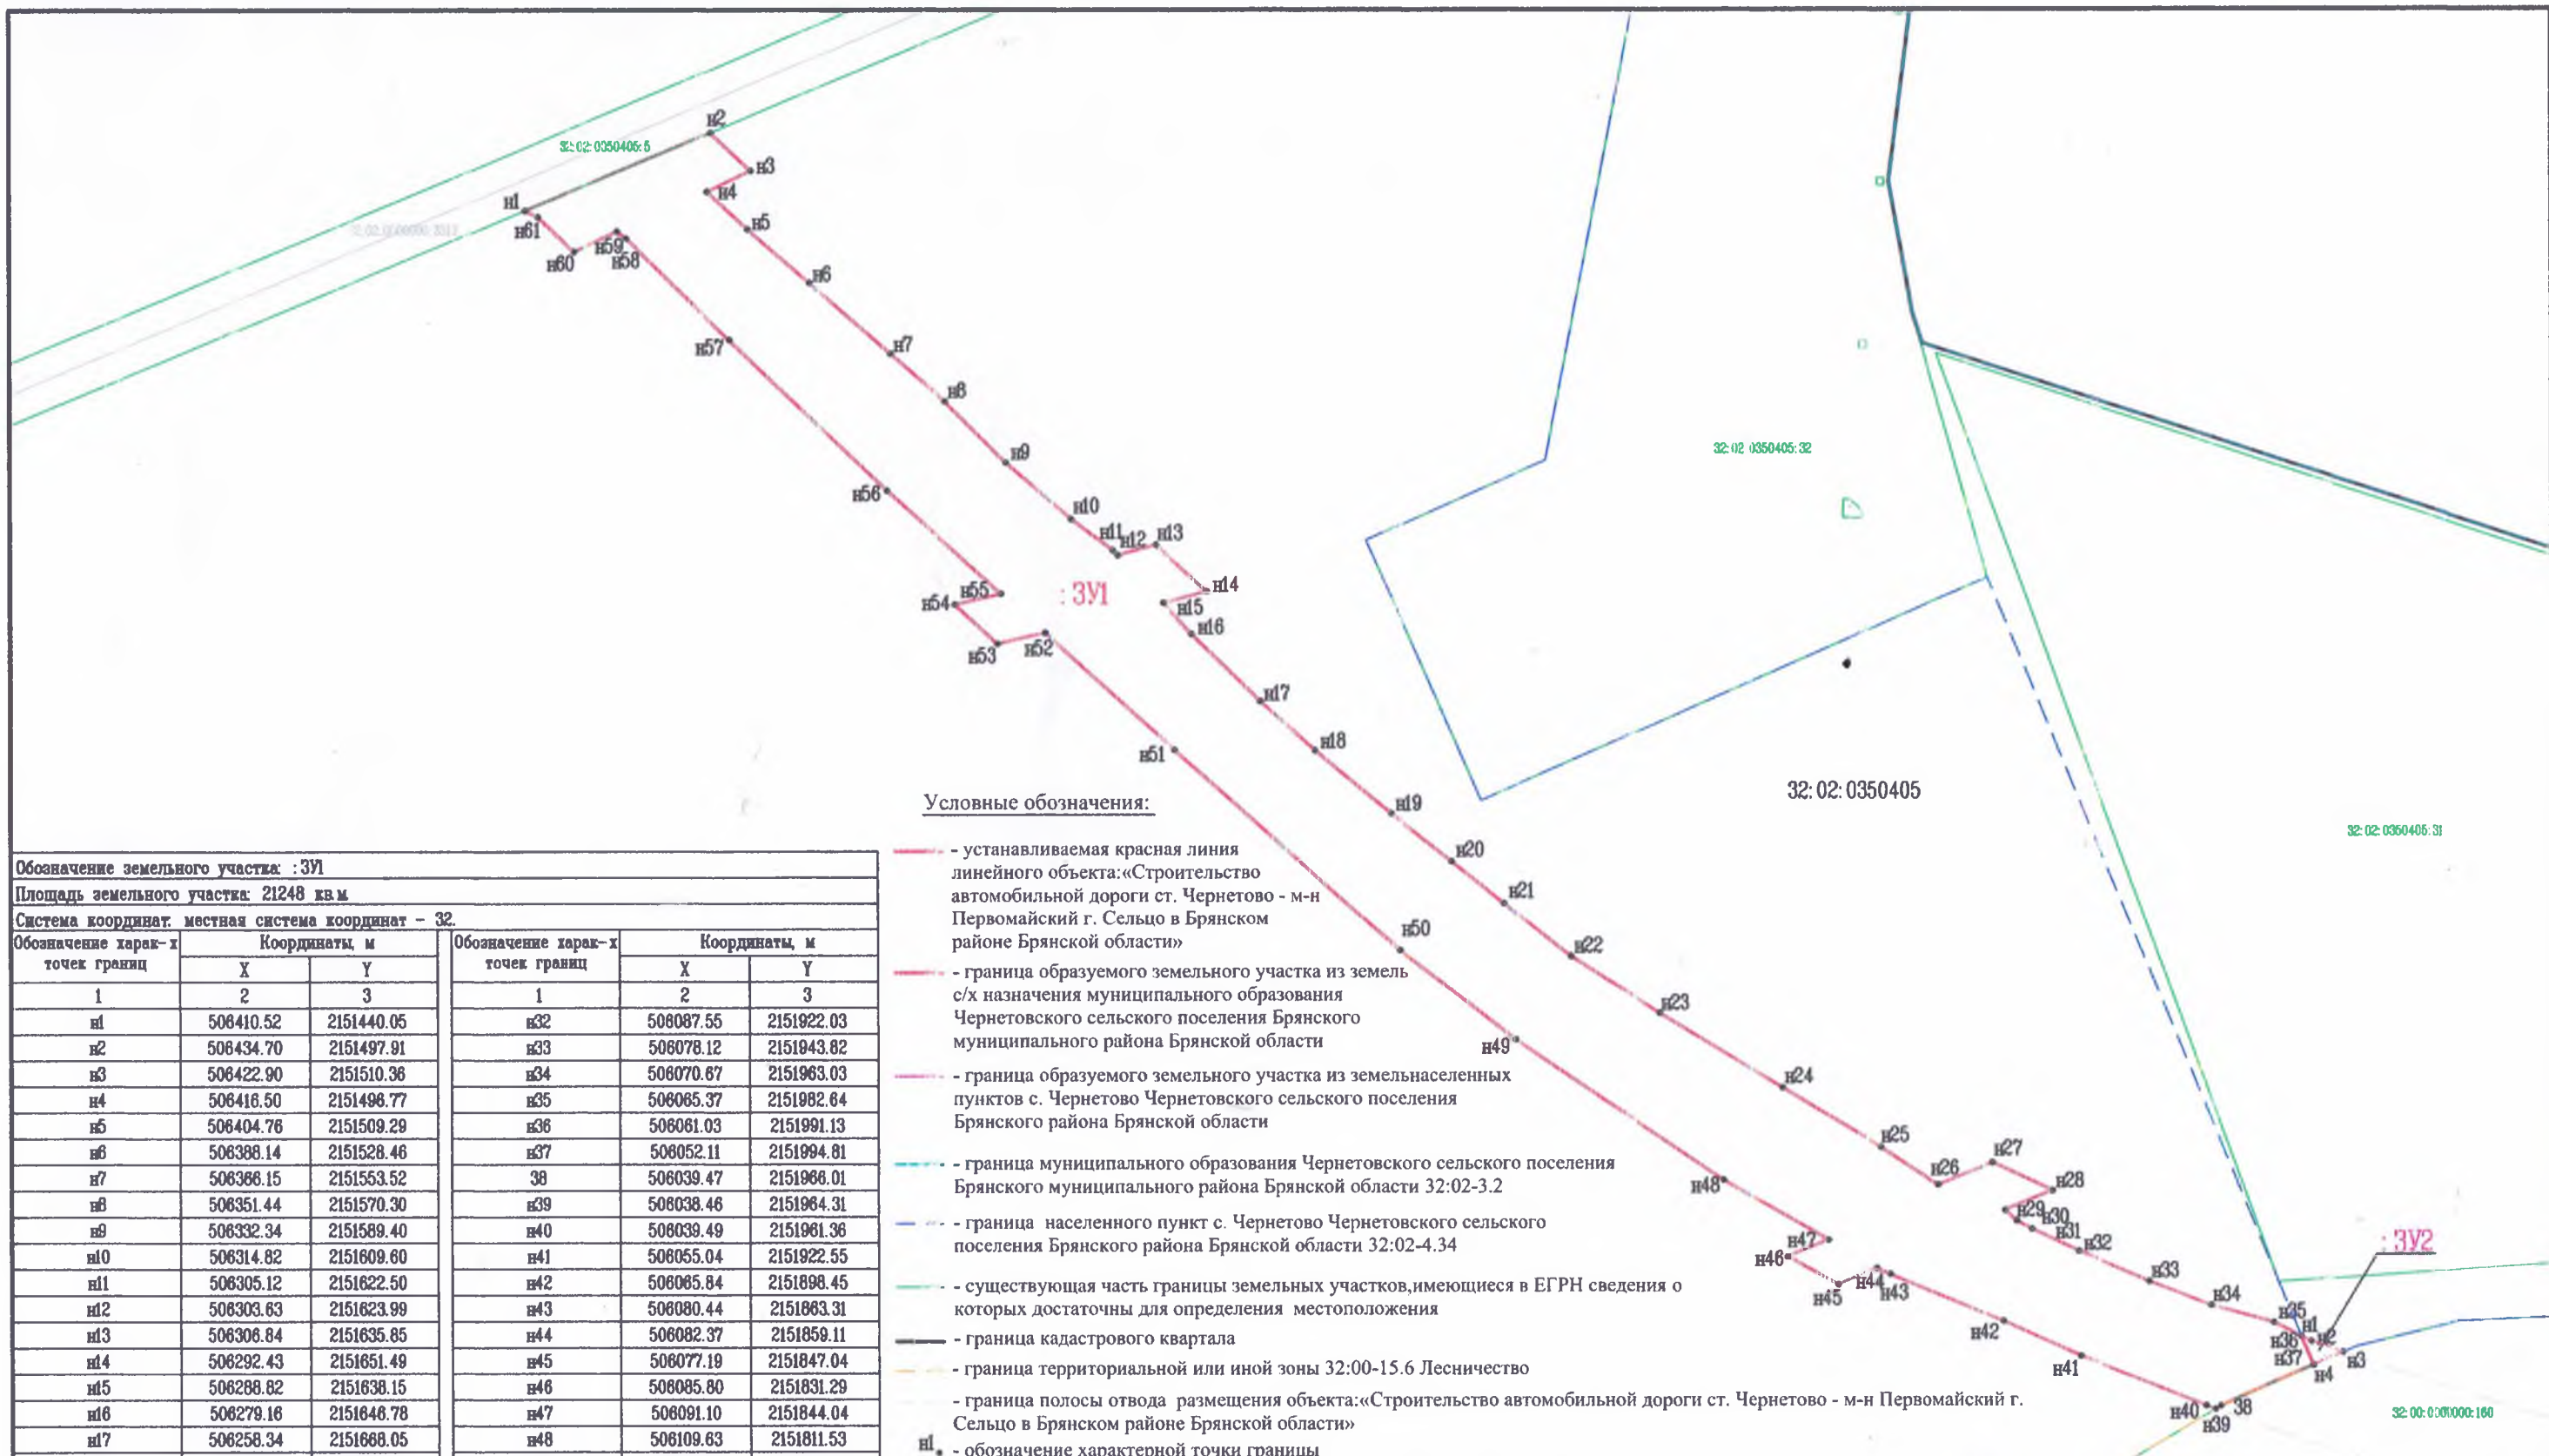 н2
32:02:0350405:5
н3
н4
н1
н5
н61
н59
н58
н60
н6
н57
н7
н8
н9
32:02:0350405:32
н56
н10
н11
н12
н13
н14
н15
н55
н54
:ЗУ1
н16
н52
н53
н17
н18
н51
32:02:0350405
н19
32:02:0350405:31
н20
н21
н50
н22
н23
н49
н24
н25
н26
н27
н28
н48
н29
н30
н31
н32
:ЗУ2
н47
н46
н33
н44
н43
н45
н34
н35
н1
н36
н2
н42
н37
н3
н41
н4
н40
38
н39
32:00:0000000:160
Условные обозначения:
- устанавливаемая красная линия
линейного объекта:«Строительство
автомобильной дороги ст. Чернетово - м-н
Первомайский г. Сельцо в Брянском
районе Брянской области»
- граница образуемого земельного участка из земель
с/х назначения муниципального образования
Чернетовского сельского поселения Брянского
муниципального района Брянской области
- граница образуемого земельного участка из земельнаселенных
пунктов с. Чернетово Чернетовского сельского поселения
Брянского района Брянской области
- граница муниципального образования Чернетовского сельского поселения
Брянского муниципального района Брянской области 32:02-3.2
- граница населенного пункт с. Чернетово Чернетовского сельского
поселения Брянского района Брянской области 32:02-4.34
- существующая часть границы земельных участков,имеющиеся в ЕГРН сведения о
которых достаточны для определения местоположения
- граница кадастрового квартала
- граница территориальной или иной зоны 32:00-15.6 Лесничество
- граница полосы отвода размещения объекта:«Строительство автомобильной дороги ст. Чернетово - м-н Первомайский г.
Сельцо в Брянском районе Брянской области»
н1 - обозначение характерной точки границы
Обозначение земельного участка: :ЗУ1
Площадь земельного участка: 21248 кв.м.
Система координат: местная система координат - 32.
Обозначение харак-х точек границ Координаты, м Обозначение харак-х точек границ Координаты, м
X Y X Y
1 2 3 1 2 3
н1 506410.52 2151440.05 н32 506087.55 2151922.03
н2 506434.70 2151497.91 н33 506078.12 2151943.82
н3 506422.90 2151510.36 н34 506070.67 2151963.03
н4 506416.50 2151496.77 н35 506065.37 2151982.64
н5 506404.76 2151509.29 н36 506061.03 2151991.13
н6 506388.14 2151528.46 н37 506052.11 2151994.81
н7 506366.15 2151553.52 38 506039.47 2151966.01
н8 506351.44 2151570.30 н39 506038.46 2151964.31
н9 506332.34 2151589.40 н40 506039.49 2151961.36
н10 506314.82 2151609.60 н41 506055.04 2151922.55
н11 506305.12 2151622.50 н42 506065.84 2151898.45
н12 506303.63 2151623.99 н43 506080.44 2151863.31
н13 506306.84 2151635.85 н44 506082.37 2151859.11
н14 506292.43 2151651.49 н45 506077.19 2151847.04
н15 506288.82 2151638.15 н46 506085.80 2151831.29
н16 506279.16 2151646.78 н47 506091.10 2151844.04
н17 506258.34 2151668.05 н48 506109.63 2151811.53